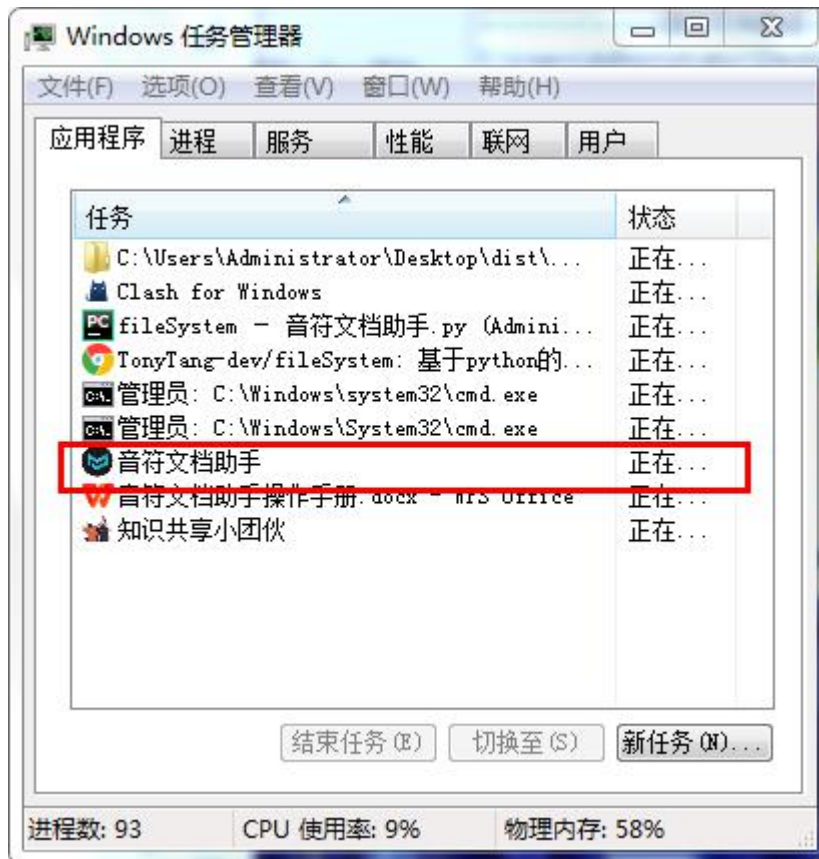 Windows 任务管理器
文件(F) 选项(O) 查看(V) 窗口(W) 帮助(H)
应用程序 进程 服务 性能 联网 用户
任务 状态
C:\Users\Administrator\Desktop\dist\... 正在...
Clash for Windows 正在...
fileSystem - 音符文档助手.py (Admini... 正在...
TonyTang-dev/fileSystem: 基于python的... 正在...
管理员: C:\Windows\system32\cmd.exe 正在...
管理员: C:\Windows\System32\cmd.exe 正在...
音符文档助手 正在...
音符文档助手操作手册.docx - WPS Office 正在...
知识共享小团伙 正在...
结束任务(E) 切换至(S) 新任务(N)...
进程数: 93 CPU 使用率: 9% 物理内存: 58%